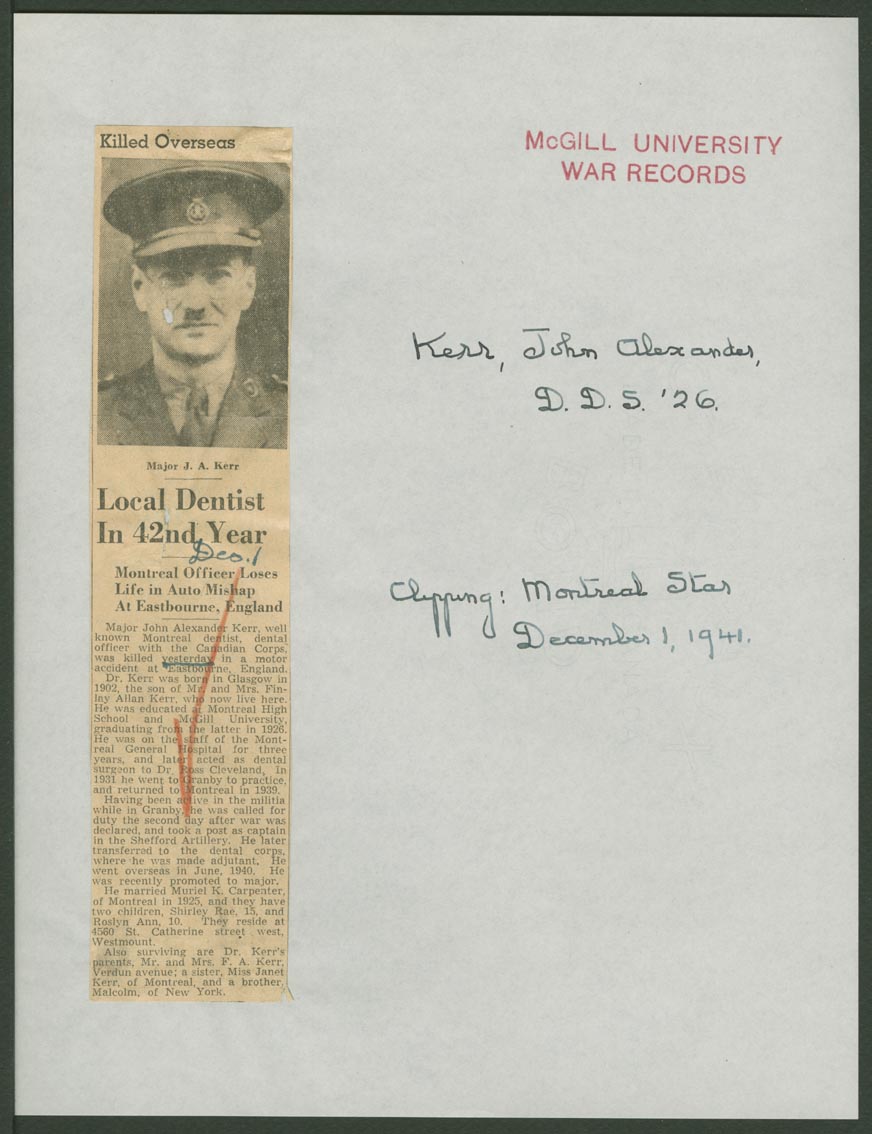 Killed Overseas
McGILL UNIVERSITY
WAR RECORDS
Kerr, John Alexander,
D. D. S. '26.
Major J. A. Kerr
Local Dentist
In 42nd Year
Dec. 1
Montreal Officer Loses
Life in Auto Mishap
At Eastbourne, England
Clipping: Montreal Star
December 1, 1941.
Major John Alexander Kerr, well
known Montreal dentist, dental
officer with the Canadian Corps,
was killed yesterday in a motor
accident at Eastbourne, England.
Dr. Kerr was born in Glasgow in
1902, the son of Mr. and Mrs. Fin-
lay Allan Kerr, who now live here.
He was educated at Montreal High
School and McGill University,
graduating from the latter in 1926.
He was on the staff of the Mont-
real General Hospital for three
years, and later acted as dental
surgeon to Dr. Ross Cleveland. In
1931 he went to Granby to practice,
and returned to Montreal in 1939.
Having been active in the militia
while in Granby, he was called for
duty the second day after war was
declared, and took a post as captain
in the Shefford Artillery. He later
transferred to the dental corps,
where he was made adjutant. He
went overseas in June, 1940. He
was recently promoted to major.
He married Muriel K. Carpenter,
of Montreal in 1925, and they have
two children, Shirley Rae, 15, and
Roslyn Ann, 10. They reside at
4560 St. Catherine street west,
Westmount.
Also surviving are Dr. Kerr's
parents, Mr. and Mrs. F. A. Kerr,
Verdun avenue; a sister, Miss Janet
Kerr, of Montreal, and a brother,
Malcolm, of New York.